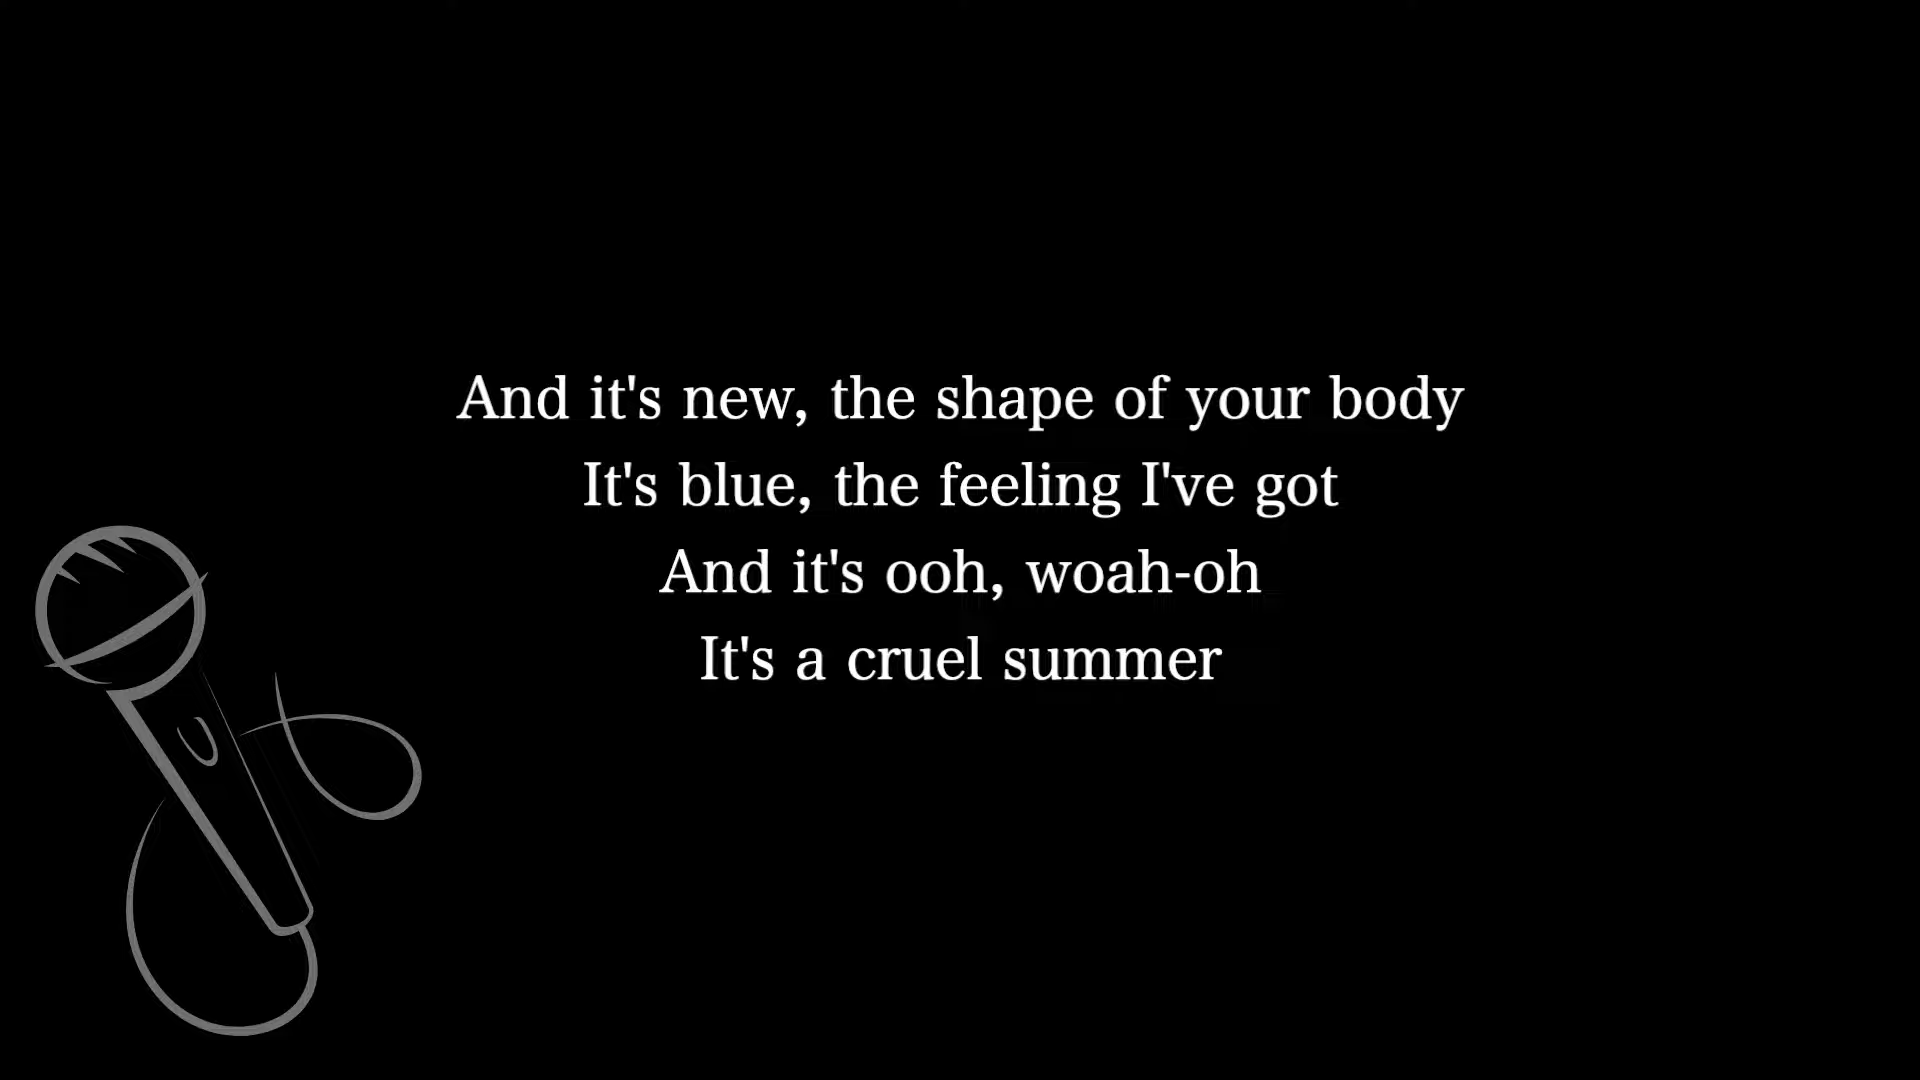 And it's new, the shape of your body
It's blue, the feeling I've got
And it's ooh, woah-oh
It's a cruel summer